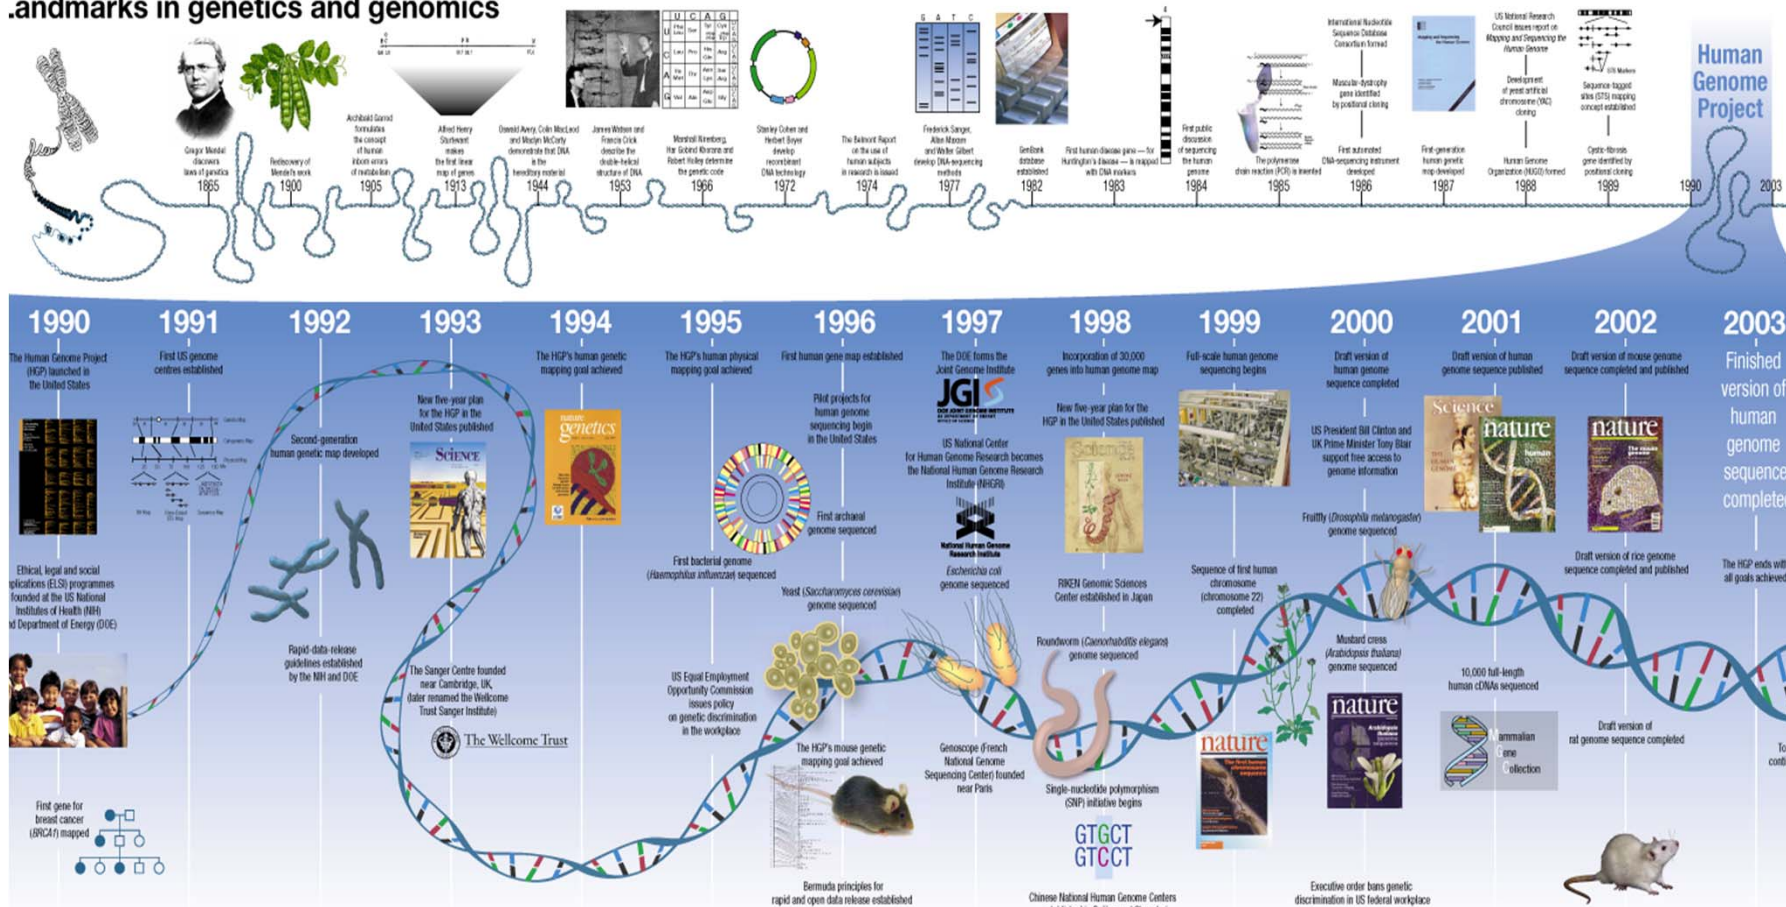 Landmarks in genetics and genomics
Gregor Mendel
discovers
laws of genetics
1865
Rediscovery of
Mendel's work
1900
Archibald Garrod
formulates
the concept
of human
inborn errors
of metabolism
1905
Alfred Henry
Sturtevant
makes
the first linear
map of genes
1913
Oswald Avery, Colin MacLeod
and Maclyn McCarty
demonstrate that DNA
is the
hereditary material
1944
James Watson and
Francis Crick
describe the
double-helical
structure of DNA
1953
U C A G
Marshall Nirenberg,
Har Gobind Khorana and
Robert Holley determine
the genetic code
1966
Stanley Cohen and
Herbert Boyer
develop
recombinant
DNA technology
1972
The Belmont Report
on the use of
human subjects
in research is issued
1974
G A T C
Frederick Sanger,
Allan Maxam
and Walter Gilbert
develop DNA-sequencing
methods
1977
GenBank
database
established
1982
4
First human disease gene — for
Huntington's disease — is mapped
with DNA markers
1983
First public
discussion
of sequencing
the human
genome
1984
The polymerase
chain reaction (PCR) is invented
1985
International Nucleotide
Sequence Database
Consortium formed
Muscular-dystrophy
gene identified
by positional cloning
First automated
DNA-sequencing instrument
developed
1986
Mapping and Sequencing
the Human Genome
First-generation
human genetic
map developed
1987
US National Research
Council issues report on
Mapping and Sequencing the
Human Genome
Development
of yeast artificial
chromosome (YAC)
cloning
Human Genome
Organization (HUGO) formed
1988
STS Markers
Sequence-tagged
sites (STS) mapping
concept established
Cystic-fibrosis
gene identified by
positional cloning
1989
Human
Genome
Project
1990
2003
1990
The Human Genome Project
(HGP) launched in
the United States
Ethical, legal and social
plications (ELSI) programmes
founded at the US National
Institutes of Health (NIH)
d Department of Energy (DOE)
First gene for
breast cancer
(BRCA1) mapped
1991
First US genome
centres established
1992
Second-generation
human genetic map developed
Rapid-data-release
guidelines established
by the NIH and DOE
1993
New five-year plan
for the HGP in the
United States published
SCIENCE
The Sanger Centre founded
near Cambridge, UK,
(later renamed the Wellcome
Trust Sanger Institute)
The Wellcome Trust
1994
The HGP's human genetic
mapping goal achieved
nature
genetics
1995
The HGP's human physical
mapping goal achieved
First bacterial genome
(Haemophilus influenzae) sequenced
US Equal Employment
Opportunity Commission
issues policy
on genetic discrimination
in the workplace
1996
First human gene map established
Pilot projects for
human genome
sequencing begin
in the United States
First archaeal
genome sequenced
Yeast (Saccharomyces cerevisiae)
genome sequenced
The HGP's mouse genetic
mapping goal achieved
Bermuda principles for
rapid and open data release established
1997
The DOE forms the
Joint Genome Institute
JGI
DOE JOINT GENOME INSTITUTE
US National Center
for Human Genome Research becomes
the National Human Genome Research
Institute (NHGRI)
National Human Genome
Research Institute
Escherichia coli
genome sequenced
Genoscope (French
National Genome
Sequencing Center) founded
near Paris
1998
Incorporation of 30,000
genes into human genome map
New five-year plan for the
HGP in the United States published
Science
RIKEN Genomic Sciences
Center established in Japan
Roundworm (Caenorhabditis elegans)
genome sequenced
Single-nucleotide polymorphism
(SNP) initiative begins
GTGCT
GTCCT
Chinese National Human Genome Centers
1999
Full-scale human genome
sequencing begins
Sequence of first human
chromosome
(chromosome 22)
completed
nature
The first human
chromosome
sequence
2000
Draft version of
human genome
sequence completed
US President Bill Clinton and
UK Prime Minister Tony Blair
support free access to
genome information
Fruitfly (Drosophila melanogaster)
genome sequenced
Mustard cress
(Arabidopsis thaliana)
genome sequenced
nature
Executive order bans genetic
discrimination in US federal workplace
2001
Draft version of human
genome sequence published
Science
nature
human
10,000 full-length
human cDNAs sequenced
Mammalian
Gene
Collection
2002
Draft version of mouse genome
sequence completed and published
nature
The mouse
genome
Draft version of rice genome
sequence completed and published
Draft version of
rat genome sequence completed
2003
Finished
version of
human
genome
sequence
complete
The HGP ends with
all goals achieved
To
conti